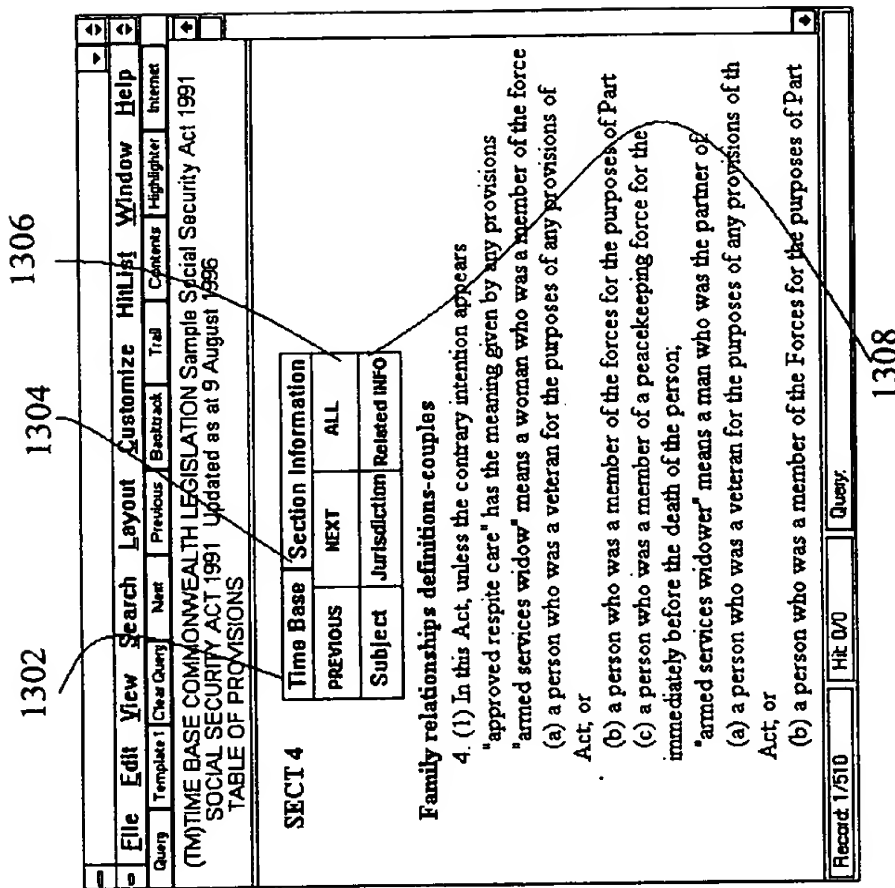 1302
1304
1306
File Edit View Search Layout Customize HitList Window Help
Query Template 1 Clear Query Next Previous Backtrack Trail Contents Highlighter Internet
(TM)TIME BASE COMMONWEALTH LEGISLATION Sample Social Security Act 1991
SOCIAL SECURITY ACT 1991 Updated as at 9 August 1996
TABLE OF PROVISIONS
SECT 4
Time Base Section Information
PREVIOUS NEXT ALL
Subject Jurisdiction Related INFO
Family relationships definitions-couples
4. (1) In this Act, unless the contrary intention appears
"approved respite care" has the meaning given by any provisions
"armed services widow" means a woman who was a member of the force
(a) a person who was a veteran for the purposes of any provisions of
Act, or
(b) a person who was a member of the forces for the purposes of Part
(c) a person who was a member of a peacekeeping force for the
immediately before the death of the person;
"armed services widower" means a man who was the partner of:
(a) a person who was a veteran for the purposes of any provisions of th
Act, or
(b) a person who was a member of the Forces for the purposes of Part
Record: 1/510 Hit: 0/0 Query:
1308